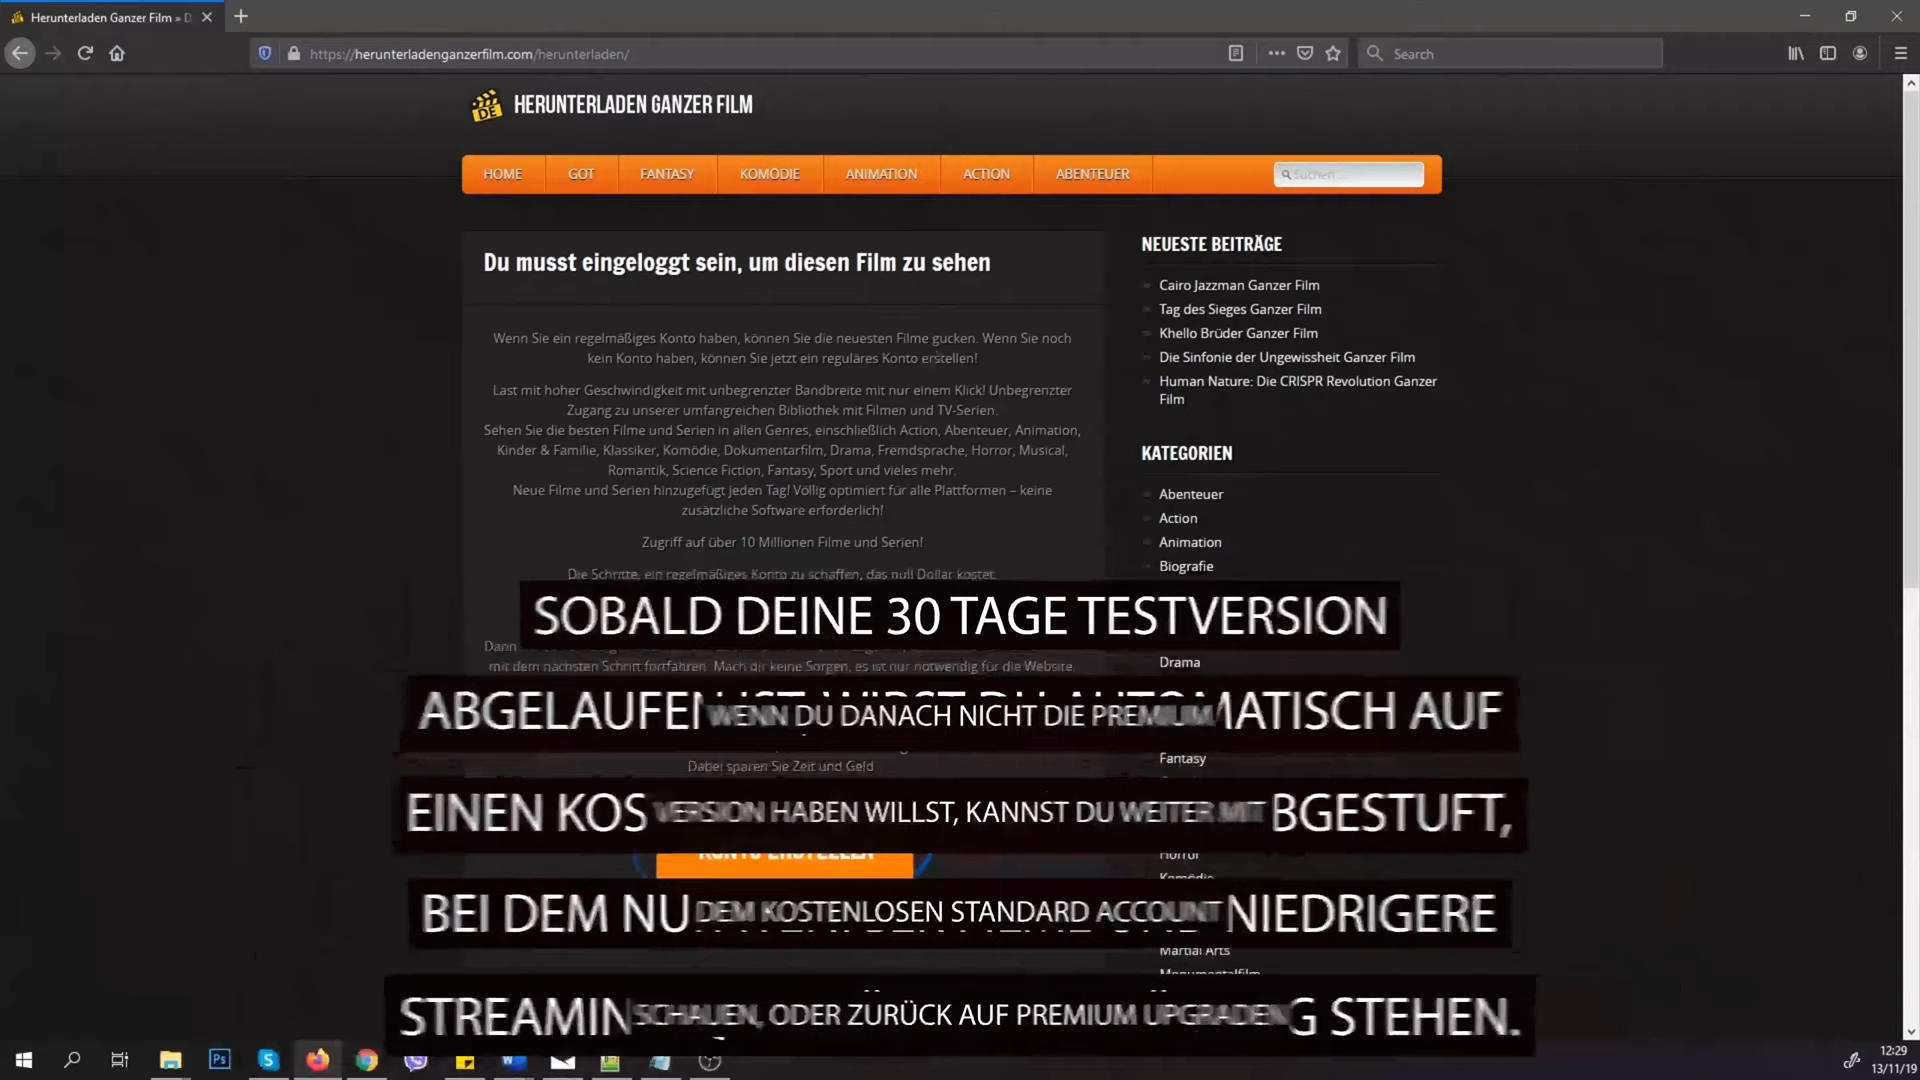 Herunterladen Ganzer Film » D
https://herunterladenganzerfilm.com/herunterladen/
Search
DE
HERUNTERLADEN GANZER FILM
HOME
GOT
FANTASY
KOMÖDIE
ANIMATION
ACTION
ABENTEUER
Suchen ...
Du musst eingeloggt sein, um diesen Film zu sehen
Wenn Sie ein regelmäßiges Konto haben, können Sie die neuesten Filme gucken. Wenn Sie noch
kein Konto haben, können Sie jetzt ein reguläres Konto erstellen!
Last mit hoher Geschwindigkeit mit unbegrenzter Bandbreite mit nur einem Klick! Unbegrenzter
Zugang zu unserer umfangreichen Bibliothek mit Filmen und TV-Serien.
Sehen Sie die besten Filme und Serien in allen Genres, einschließlich Action, Abenteuer, Animation,
Kinder & Familie, Klassiker, Komödie, Dokumentarfilm, Drama, Fremdsprache, Horror, Musical,
Romantik, Science Fiction, Fantasy, Sport und vieles mehr.
Neue Filme und Serien hinzugefügt jeden Tag! Völlig optimiert für alle Plattformen – keine
zusätzliche Software erforderlich!
Zugriff auf über 10 Millionen Filme und Serien!
Die Schritte, ein regelmäßiges Konto zu schaffen, das null Dollar kostet.
Dann
mit dem nächsten Schritt fortfahren. Mach dir keine Sorgen, es ist nur notwendig für die Website.
Dabei sparen Sie Zeit und Geld
KONTO ERSTELLEN
NEUESTE BEITRÄGE
Cairo Jazzman Ganzer Film
Tag des Sieges Ganzer Film
Khello Brüder Ganzer Film
Die Sinfonie der Ungewissheit Ganzer Film
Human Nature: Die CRISPR Revolution Ganzer
Film
KATEGORIEN
Abenteuer
Action
Animation
Biografie
Drama
Fantasy
Horror
Komödie
Martial Arts
Monumentalfilm
SOBALD DEINE 30 TAGE TESTVERSION
ABGELAUFEN IST, WIRST DU AUTOMATISCH AUF
WENN DU DANACH NICHT DIE PREMIUM
EINEN KOS BGESTUFT,
VERSION HABEN WILLST, KANNST DU WEITER MIT
BEI DEM NU NIEDRIGERE
DEM KOSTENLOSEN STANDARD ACCOUNT
STREAMIN G STEHEN.
SCHAUEN, ODER ZURÜCK AUF PREMIUM UPGRADEN
12:29
13/11/19